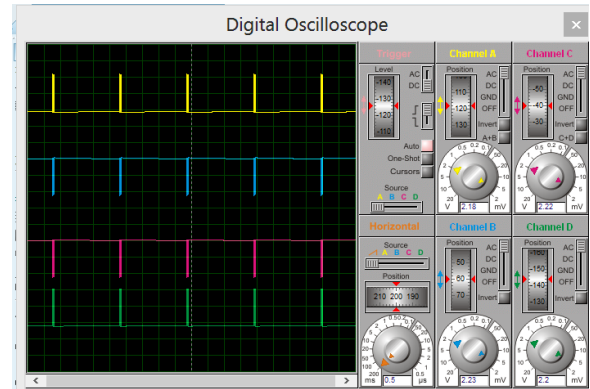 Digital Oscilloscope
Trigger
Level
AC
DC
-140
-130
-120
-110
Auto
One-Shot
Cursors
Source
A B C D
Channel A
Position
AC
DC
GND
OFF
Invert
A+B
110
120
130
V 2.18 mV
Channel C
Position
AC
DC
GND
OFF
Invert
C+D
-50
-40
-30
V 2.22 mV
Horizontal
Source
A B C D
Position
210 200 190
ms 0.5 µs
Channel B
Position
AC
DC
GND
OFF
Invert
50
60
70
V 2.23 mV
Channel D
Position
AC
DC
GND
OFF
Invert
-150
-140
-130
V 2.2 mV